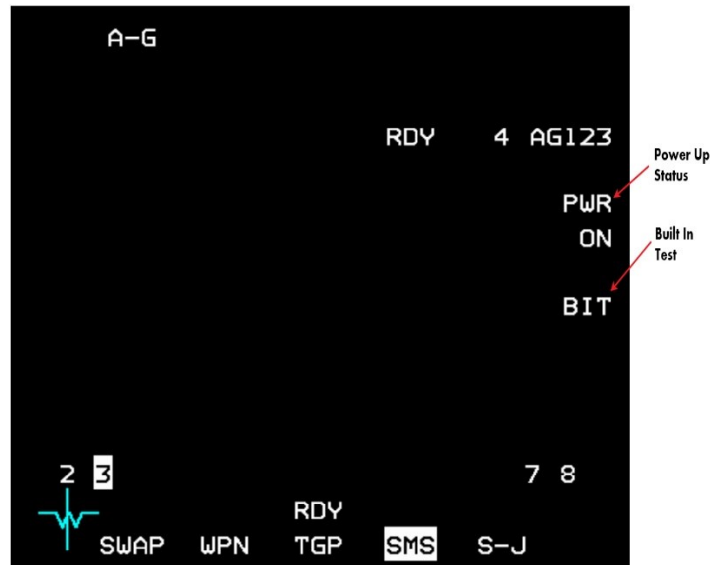 A-G
RDY 4 AG123
Power Up
Status
PWR
ON
Built In
Test
BIT
2 3 7 8
RDY
SWAP WPN TGP SMS S-J